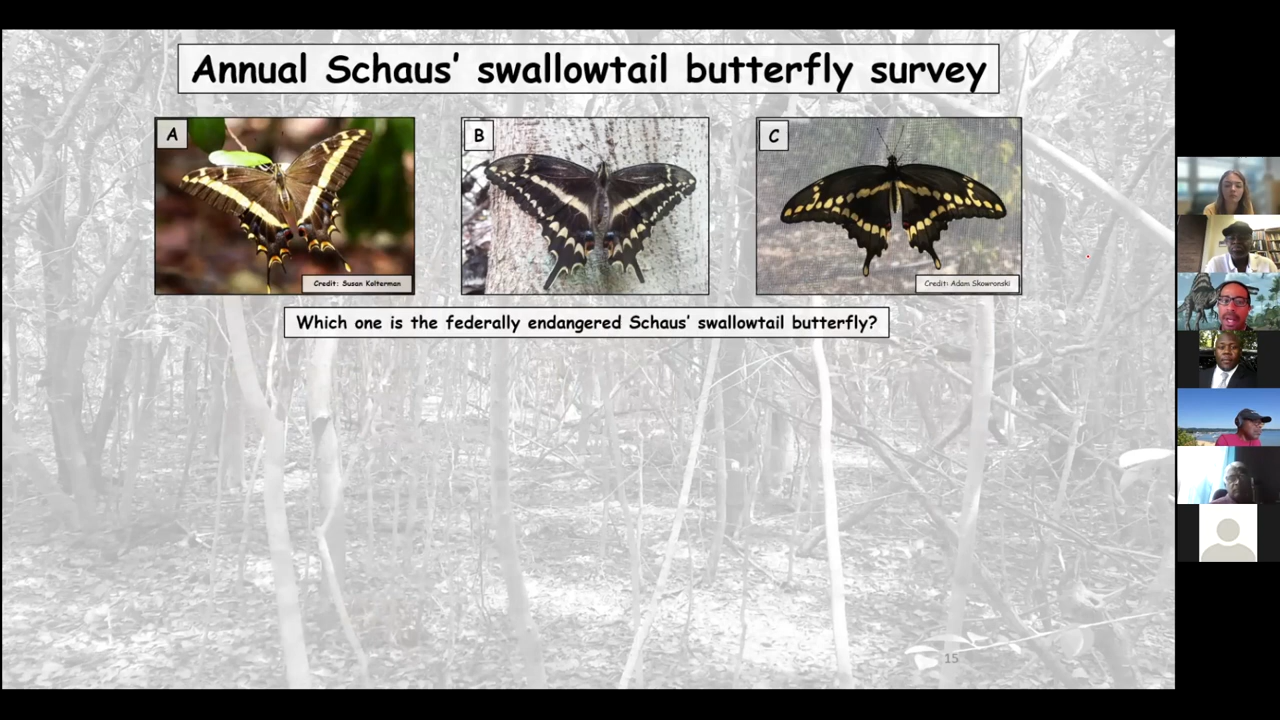 Annual Schaus’ swallowtail butterfly survey
A
B
C
Credit: Susan Kolterman
Credit: Adam Skowronski
Which one is the federally endangered Schaus’ swallowtail butterfly?
15